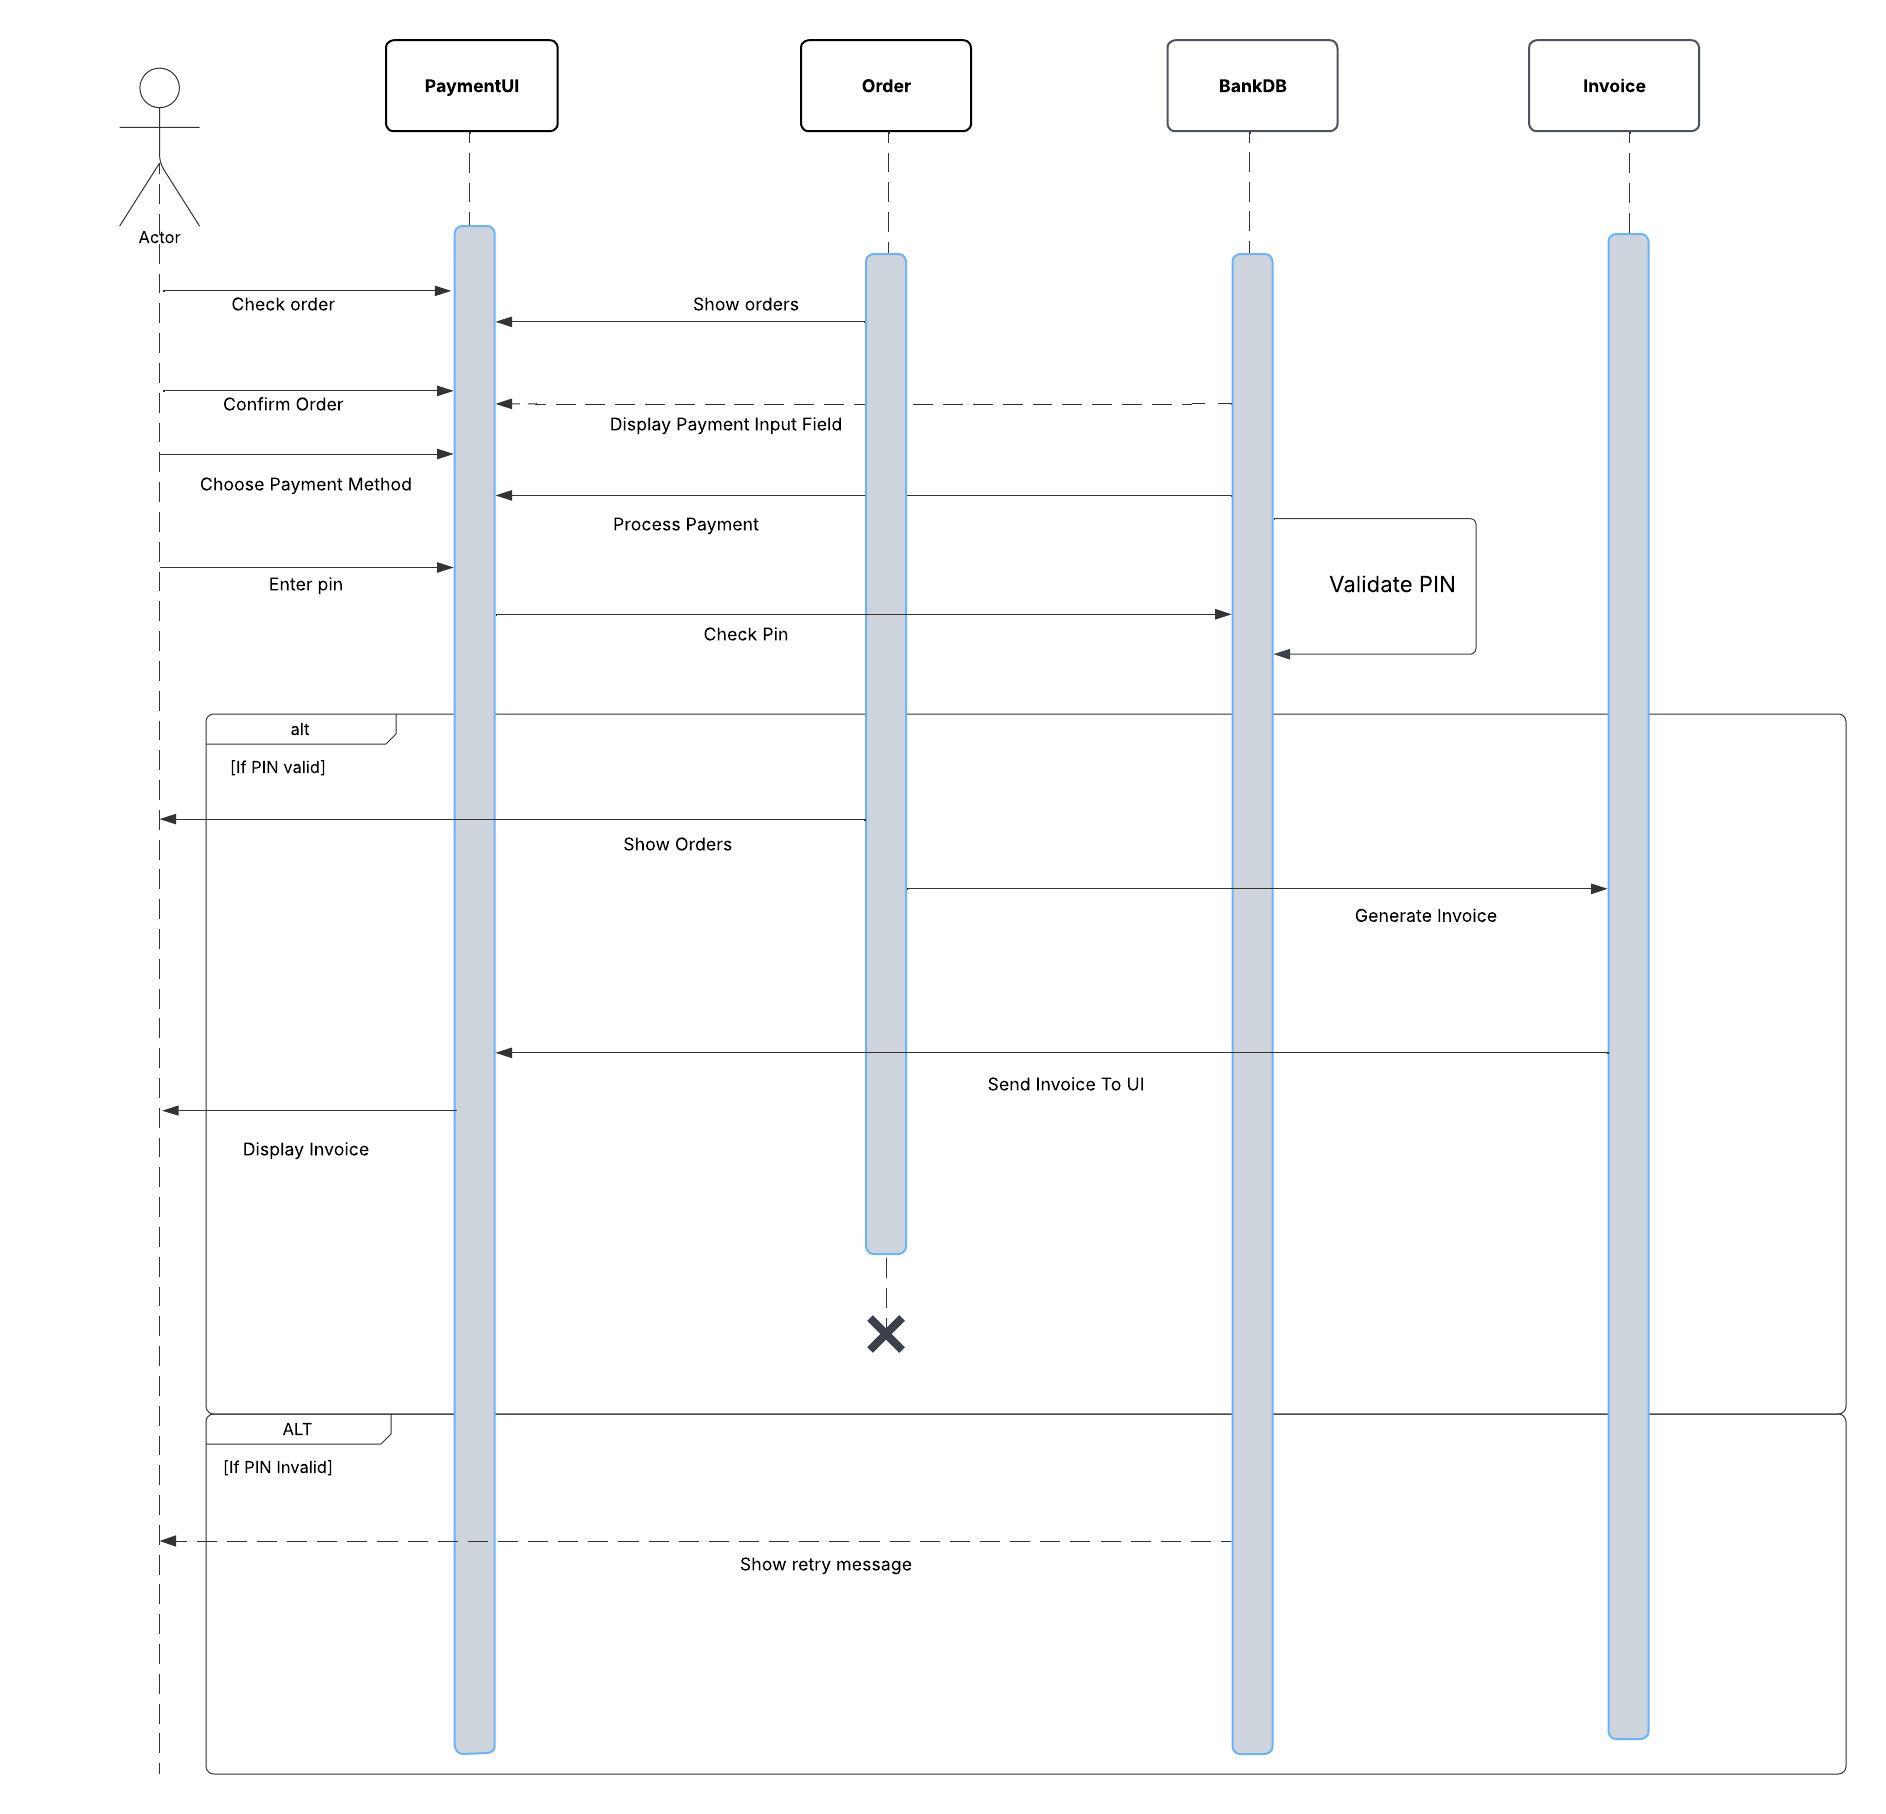 PaymentUI
Order
BankDB
Invoice
Actor
Check order
Show orders
Confirm Order
Display Payment Input Field
Choose Payment Method
Process Payment
Enter pin
Validate PIN
Check Pin
alt
[If PIN valid]
Show Orders
Generate Invoice
Send Invoice To UI
Display Invoice
ALT
[If PIN Invalid]
Show retry message